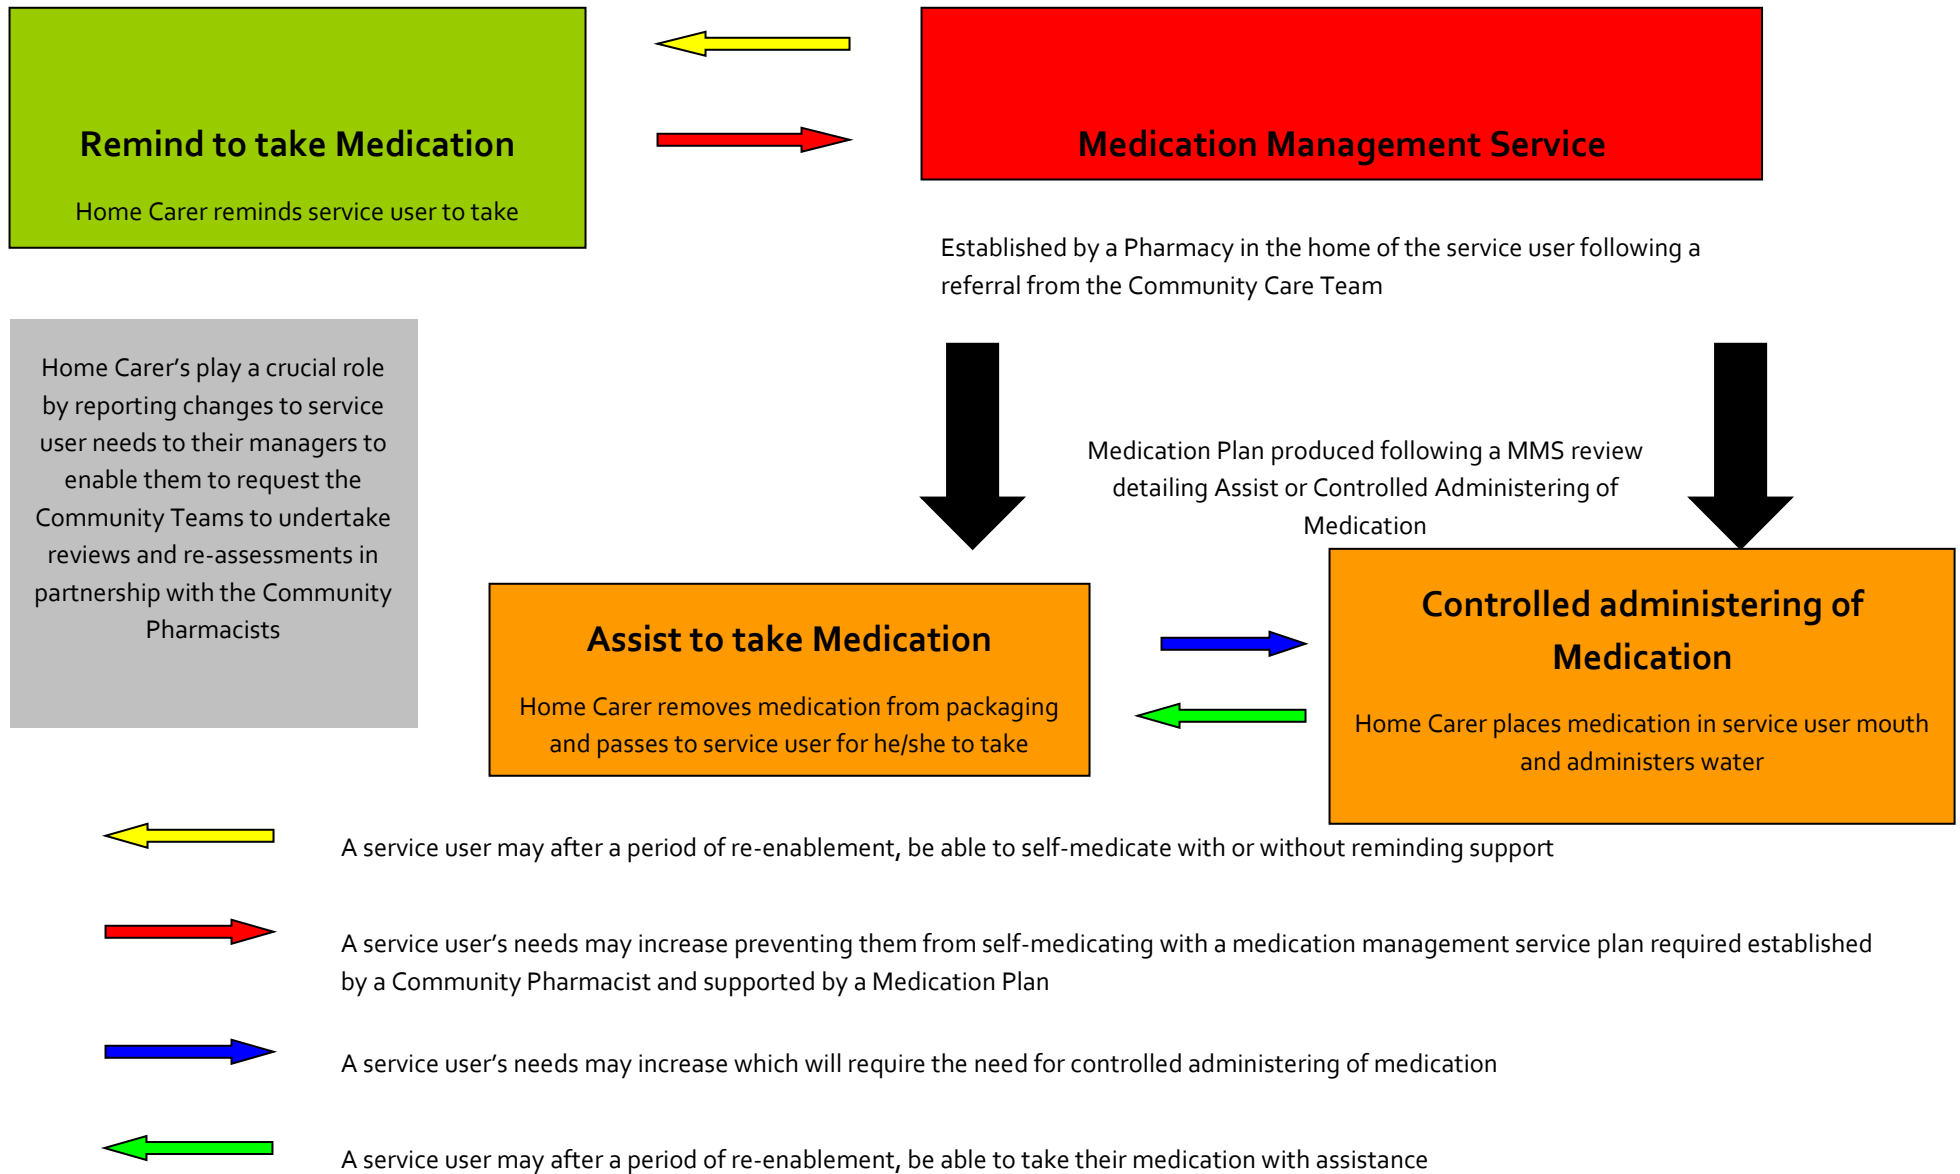 Remind to take Medication
Home Carer reminds service user to take
Medication Management Service
Established by a Pharmacy in the home of the service user following a
referral from the Community Care Team
Home Carer’s play a crucial role
by reporting changes to service
user needs to their managers to
enable them to request the
Community Teams to undertake
reviews and re-assessments in
partnership with the Community
Pharmacists
Medication Plan produced following a MMS review
detailing Assist or Controlled Administering of
Medication
Assist to take Medication
Home Carer removes medication from packaging
and passes to service user for he/she to take
Controlled administering of
Medication
Home Carer places medication in service user mouth
and administers water
A service user may after a period of re-enablement, be able to self-medicate with or without reminding support
A service user’s needs may increase preventing them from self-medicating with a medication management service plan required established
by a Community Pharmacist and supported by a Medication Plan
A service user’s needs may increase which will require the need for controlled administering of medication
A service user may after a period of re-enablement, be able to take their medication with assistance